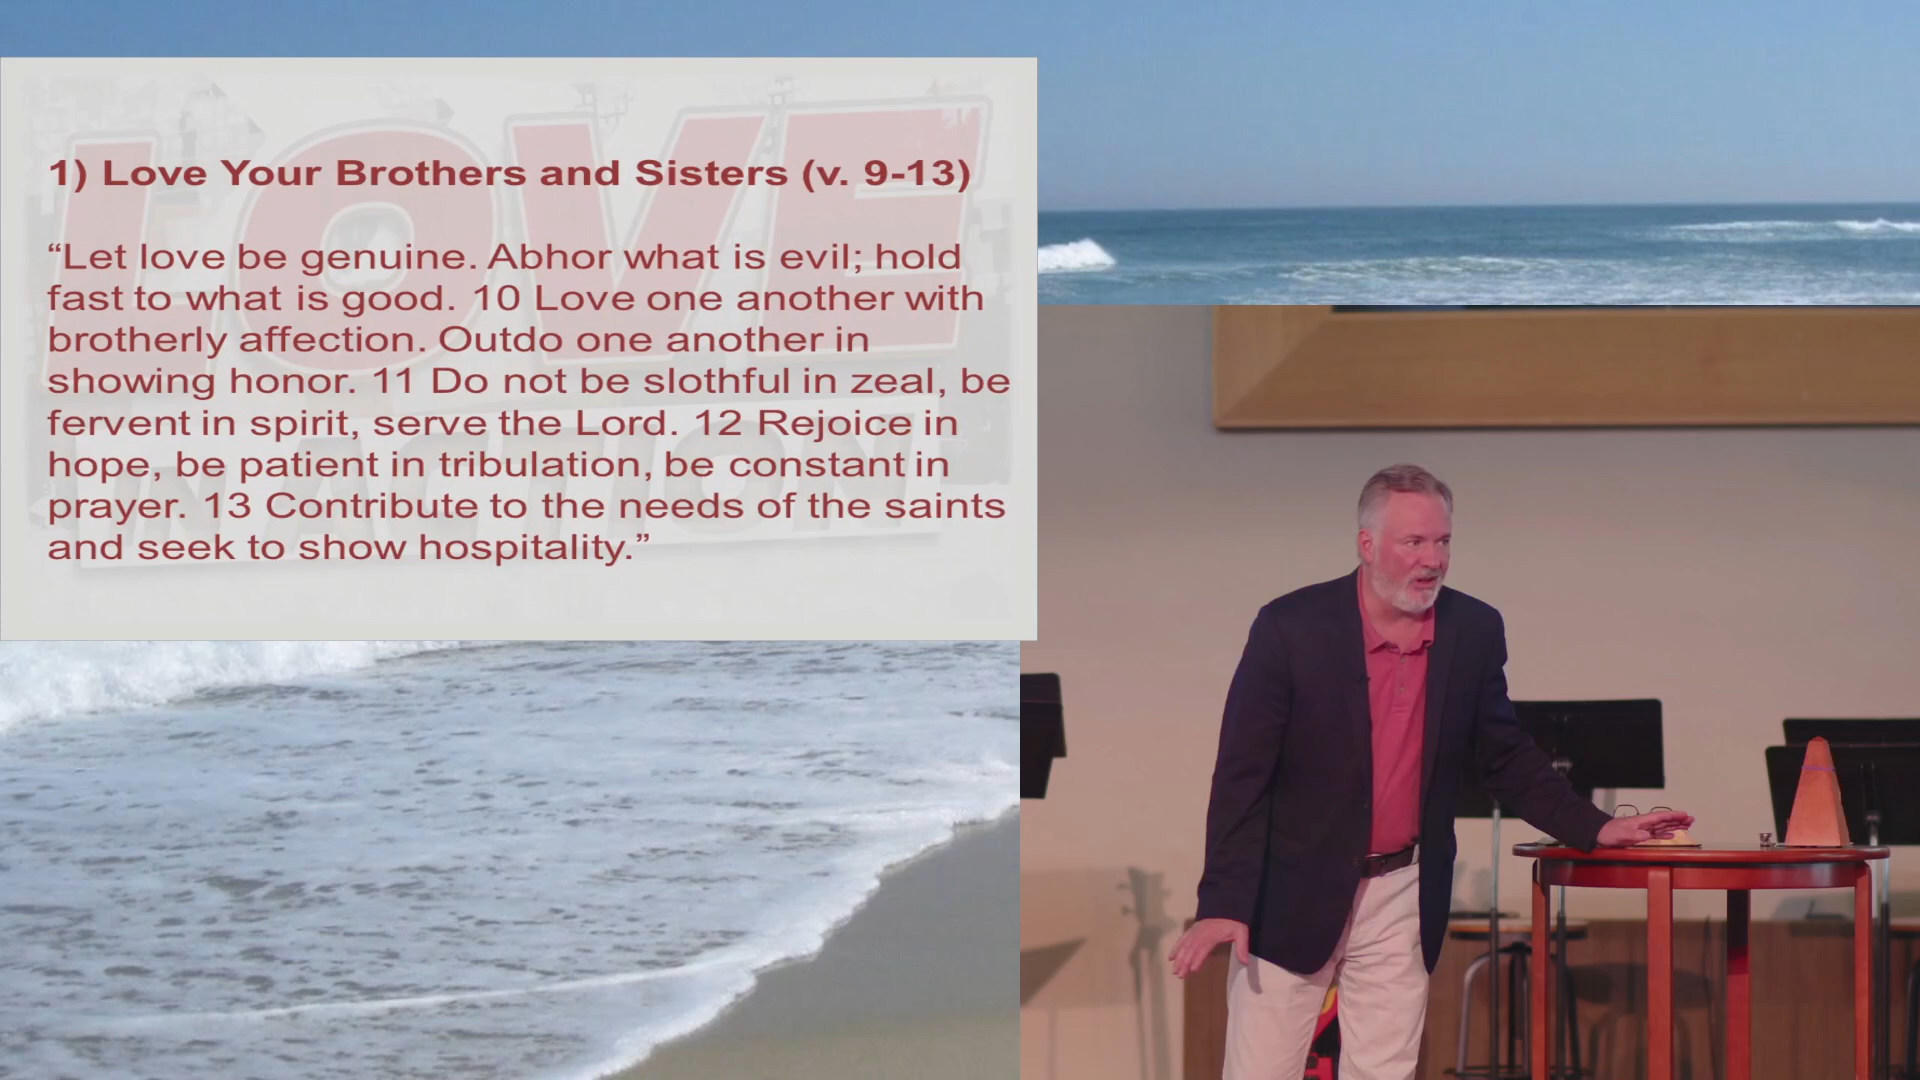 LOVE
IN ACTION
1) Love Your Brothers and Sisters (v. 9-13)
“Let love be genuine. Abhor what is evil; hold
fast to what is good. 10 Love one another with
brotherly affection. Outdo one another in
showing honor. 11 Do not be slothful in zeal, be
fervent in spirit, serve the Lord. 12 Rejoice in
hope, be patient in tribulation, be constant in
prayer. 13 Contribute to the needs of the saints
and seek to show hospitality.”